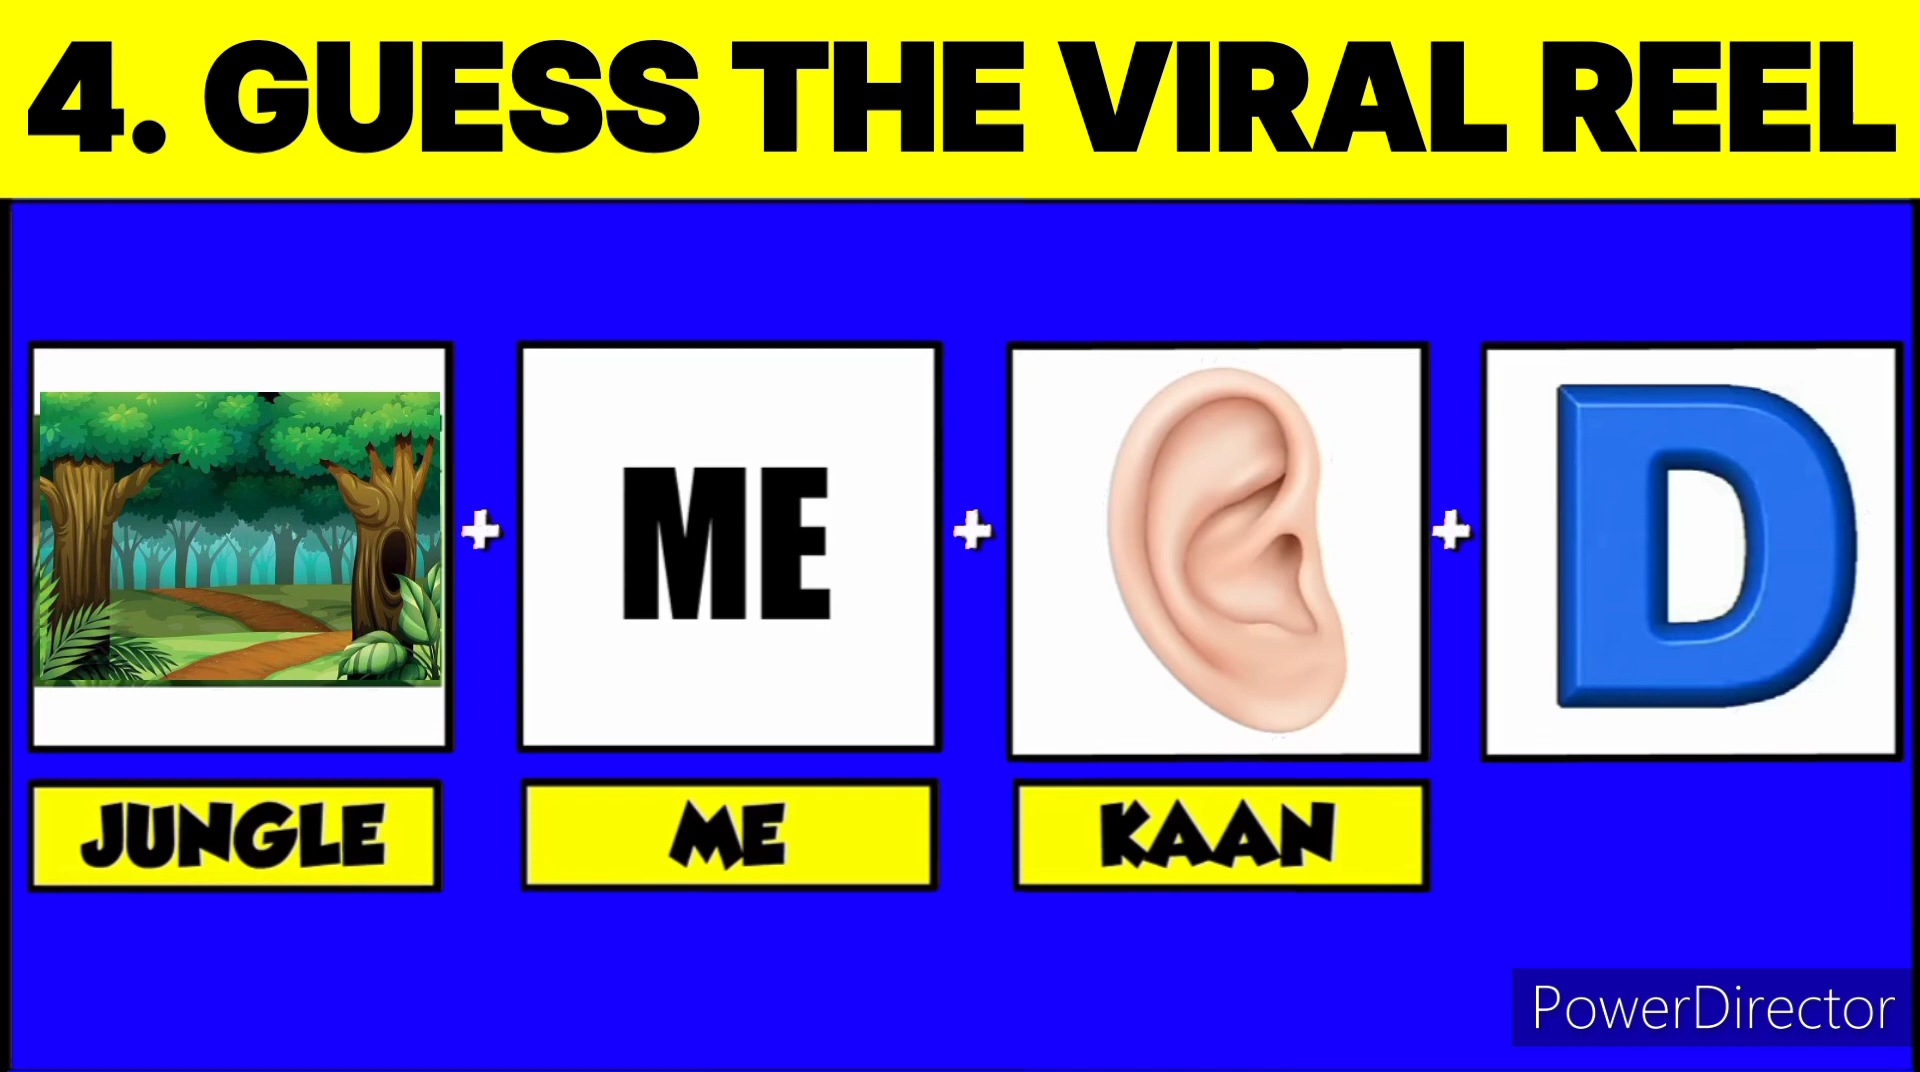 4. GUESS THE VIRAL REEL
+ ME + + D
JUNGLE ME KAAN
PowerDirector